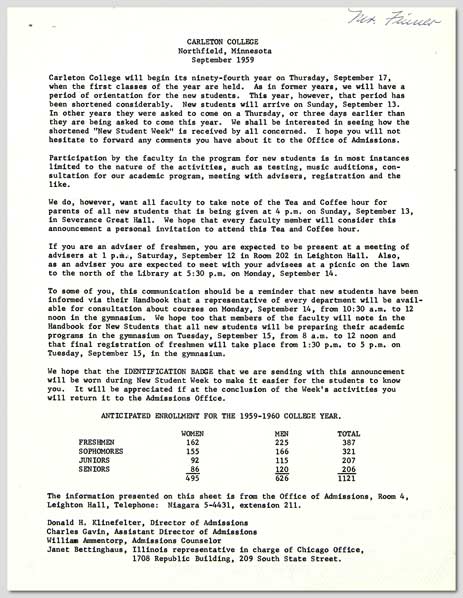 Mr. Finner
CARLETON COLLEGE
Northfield, Minnesota
September 1959
Carleton College will begin its ninety-fourth year on Thursday, September 17,
when the first classes of the year are held. As in former years, we will have a
period of orientation for the new students. This year, however, that period has
been shortened considerably. New students will arrive on Sunday, September 13.
In other years they were asked to come on a Thursday, or three days earlier than
they are being asked to come this year. We shall be interested in seeing how the
shortened "New Student Week" is received by all concerned. I hope you will not
hesitate to forward any comments you have about it to the Office of Admissions.
Participation by the faculty in the program for new students is in most instances
limited to the nature of the activities, such as testing, music auditions, con-
sultation for our academic program, meeting with advisers, registration and the
like.
We do, however, want all faculty to take note of the Tea and Coffee hour for
parents of all new students that is being given at 4 p.m. on Sunday, September 13,
in Severance Great Hall. We hope that every faculty member will consider this
announcement a personal invitation to attend this Tea and Coffee hour.
If you are an adviser of freshmen, you are expected to be present at a meeting of
advisers at 1 p.m., Saturday, September 12 in Room 202 in Leighton Hall. Also,
as an adviser you are expected to meet with your advisees at a picnic on the lawn
to the north of the Library at 5:30 p.m. on Monday, September 14.
To some of you, this communication should be a reminder that new students have been
informed via their Handbook that a representative of every department will be avail-
able for consultation about courses on Monday, September 14, from 10:30 a.m. to 12
noon in the gymnasium. We hope too that members of the faculty will note in the
Handbook for New Students that all new students will be preparing their academic
programs in the gymnasium on Tuesday, September 15, from 8 a.m. to 12 noon and
that final registration of freshmen will take place from 1:30 p.m. to 5 p.m. on
Tuesday, September 15, in the gymnasium.
We hope that the IDENTIFICATION BADGE that we are sending with this announcement
will be worn during New Student Week to make it easier for the students to know
you. It will be appreciated if at the conclusion of the Week's activities you
will return it to the Admissions Office.
ANTICIPATED ENROLLMENT FOR THE 1959-1960 COLLEGE YEAR.
WOMEN MEN TOTAL
FRESHMEN 162 225 387
SOPHOMORES 155 166 321
JUNIORS 92 115 207
SENIORS 86 120 206
495 626 1121
The information presented on this sheet is from the Office of Admissions, Room 4,
Leighton Hall, Telephone: Niagara 5-4431, extension 211.
Donald H. Klinefelter, Director of Admissions
Charles Gavin, Assistant Director of Admissions
William Ammentorp, Admissions Counselor
Janet Bettinghaus, Illinois representative in charge of Chicago Office,
1708 Republic Building, 209 South State Street.